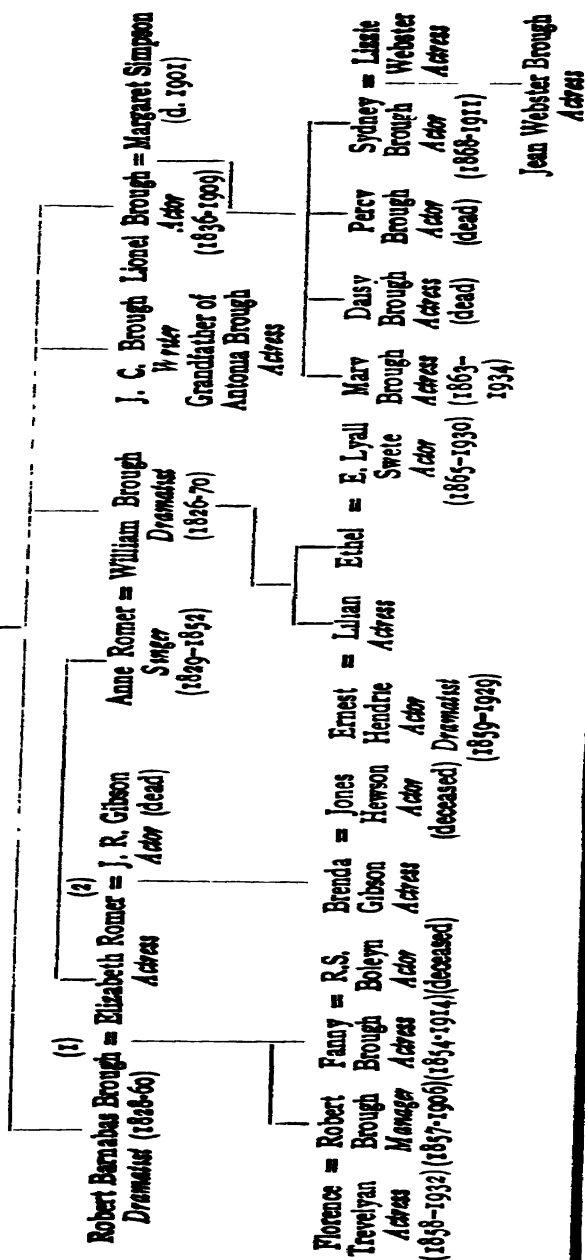 Robert Barnabas Brough = Elizabeth Romer = J. R. Gibson
(1)
(2)
Dramatist (1828-60)
Actress
Actor (dead)
Anne Romer = William Brough
Singer
Dramatist
(1829-1852)
(1826-70)
J. C. Brough
Writer
Grandfather of
Antonia Brough
Actress
Lionel Brough = Margaret Simpson
Actor
(d. 1901)
(1836-1909)
Florence = Robert
Trevelyan Brough
Actress Manager
(1858-1932) (1857-1906)
Fanny = R.S.
Brough Boleyn
Actress Actor
(1854-1914) (deceased)
Brenda = Jones
Gibson Hewson
Actress Actor
(deceased)
Ernest = Lilian
Hendrie Actress
Actor
Dramatist
(1859-1929)
Ethel = E. Lyall
Swete
Actor
(1865-1930)
Mary
Brough
Actress
(1863-
1934)
Daisy
Brough
Actress
(dead)
Percy
Brough
Actor
(dead)
Sydney = Lizzie
Brough Webster
Actor Actress
(1868-1911)
Jean Webster Brough
Actress